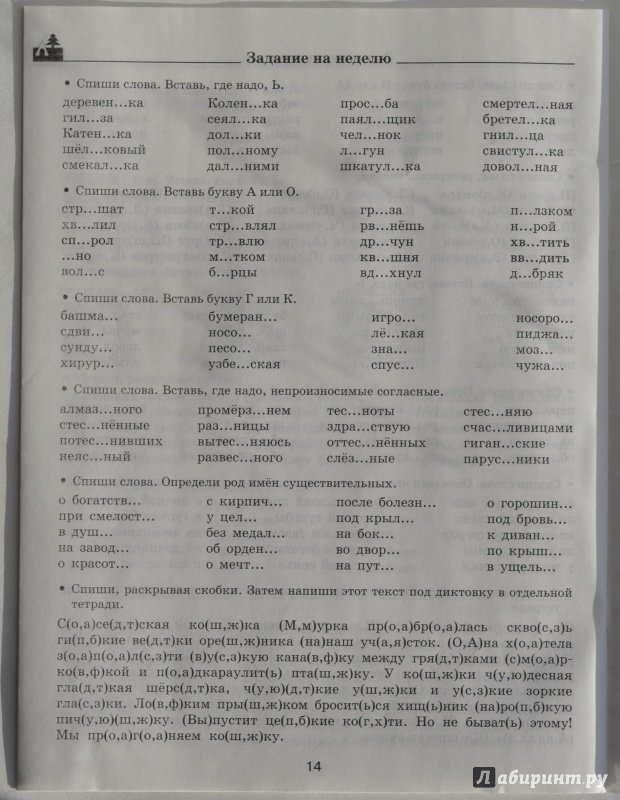 Задание на неделю
• Спиши слова. Вставь, где надо, Ь.
деревен...ка Колен...ка прос...ба смертел...ная
гил...за сеял...ка паял...щик бретел...ка
Катен...ка дол...ки чел...нок гнил...ца
шёл...ковый пол...ному л...гун свистул...ка
смекал...ка дал...ними шкатул...ка довол...ная
• Спиши слова. Вставь букву А или О.
стр...шат т...кой гр...за п...лзком
хв...лил стр...влял рв...нёшь н...рой
сп...рол тр...влю др...чун хв...тить
...но м...тком кв...шня вв...дить
вол...с б...рцы вд...хнул д...бряк
• Спиши слова. Вставь букву Г или К.
башма... бумеран... игро... носоро...
сдви... носо... лё...кая пиджа...
сунду... песо... зна... моз...
хирур... узбе...ская спус... чужа...
• Спиши слова. Вставь, где надо, непроизносимые согласные.
алмаз...ного промёрз...нем тес...ноты стес...няю
стес...нённые раз...ницы здра...ствую счас...ливицами
потес...нивших вытес...няюсь оттес...нённых гиган...ские
неяс...ный развес...ного слёз...ные парус...ники
• Спиши слова. Определи род имён существительных.
о богатств... с кирпич... после болезн... о горошин...
при смелост... у цел... под крыл... под бровь...
в душ... без медал... на бок... к диван...
на завод... об орден... во двор... по крыш...
о красот... о мечт... на пут... в ущель...
• Спиши, раскрывая скобки. Затем напиши этот текст под диктовку в отдельной
тетради.
С(о,а)се(д,т)ская ко(ш,ж)ка (М,м)урка пр(о,а)бр(о,а)лась скво(с,з)ь
ги(п,б)кие ве(д,т)ки оре(ш,ж)ника (на)наш уч(а,я)сток. (О,А)на х(о,а)тела
з(о,а)п(о,а)л(с,з)ти (в)у(с,з)кую кана(в,ф)ку между гря(д,т)ками (с)м(о,а)р-
ко(в,ф)кой и п(о,а)дкараулит(ь) пта(ш,ж)ку. У ко(ш,ж)ки ч(у,ю)десная
гла(д,т)кая шёрс(д,т)ка, ч(у,ю)(д,т)кие у(ш,ж)ки и у(с,з)кие зоркие
гла(с,з)ки. Ло(в,ф)ким пры(ш,ж)ком бросит(ь)ся хищ(ь)ник (на)ро(п,б)кую
пич(у,ю)(ш,ж)ку. (Вы)пустит це(п,б)кие ко(г,х)ти. Но не быват(ь) этому!
Мы пр(о,а)г(о,а)няем ко(ш,ж)ку.
14
Лабиринт.ру